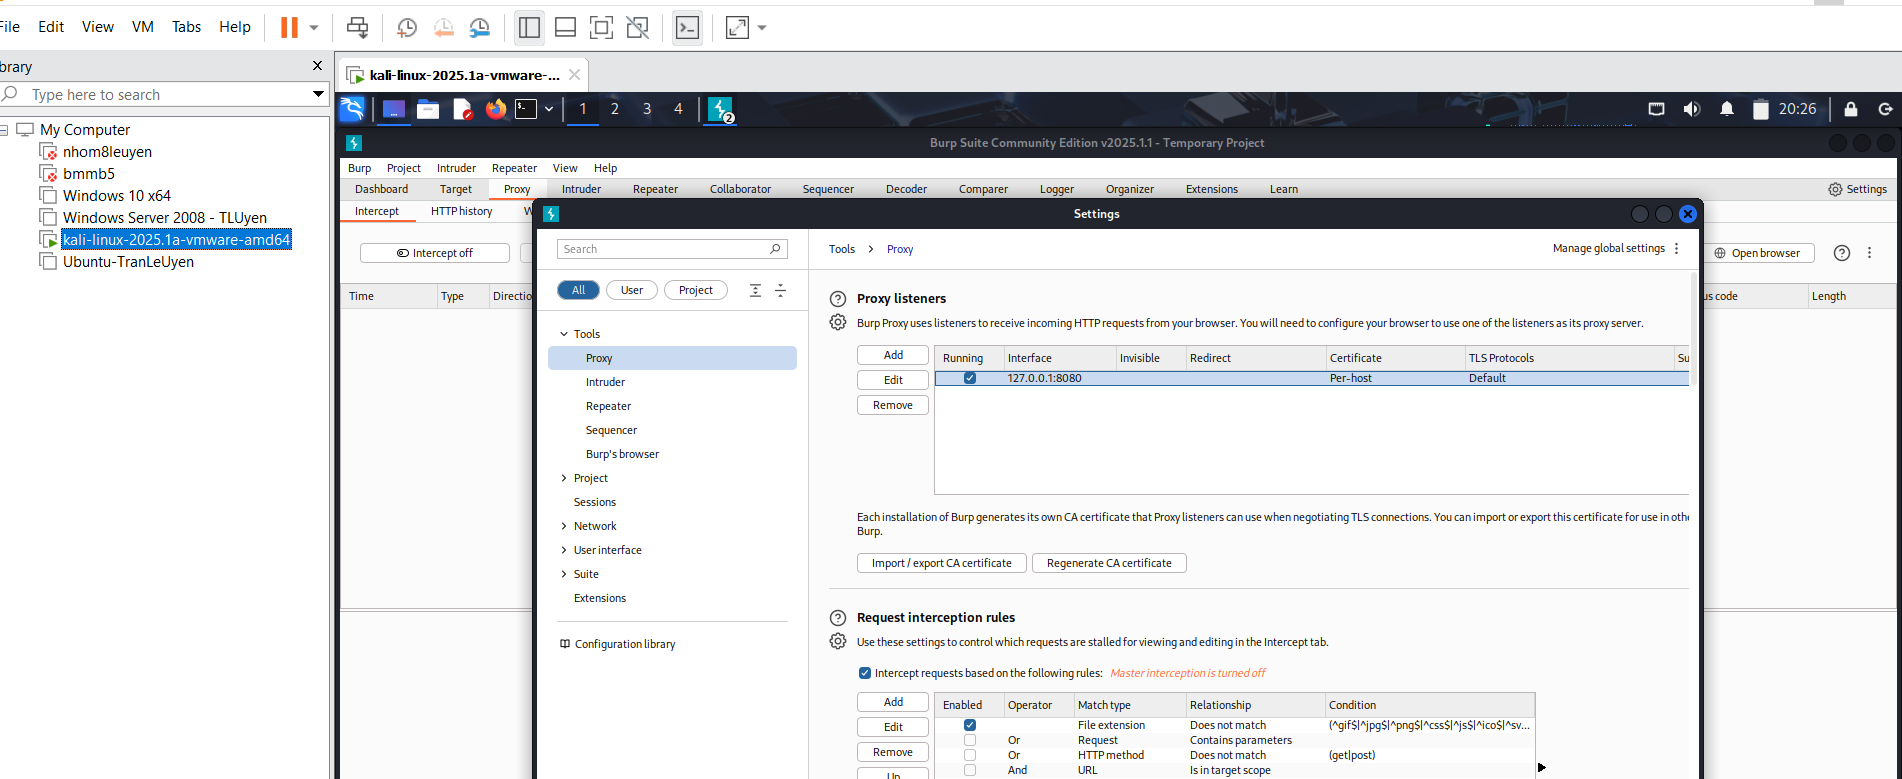 File Edit View VM Tabs Help
brary
Type here to search
My Computer
nhom8leuyen
bmmb5
Windows 10 x64
Windows Server 2008 - TLUyen
kali-linux-2025.1a-vmware-amd64
Ubuntu-TranLeUyen
kali-linux-2025.1a-vmware-...
1 2 3 4 2 20:26
Burp Suite Community Edition v2025.1.1 - Temporary Project
Burp Project Intruder Repeater View Help
Dashboard Target Proxy Intruder Repeater Collaborator Sequencer Decoder Comparer Logger Organizer Extensions Learn Settings
Intercept HTTP history W
Intercept off
Open browser
Time Type Directio
us code Length
Settings
Search
All User Project
Tools
Proxy
Intruder
Repeater
Sequencer
Burp's browser
Project
Sessions
Network
User interface
Suite
Extensions
Configuration library
Tools > Proxy
Manage global settings
Proxy listeners
Burp Proxy uses listeners to receive incoming HTTP requests from your browser. You will need to configure your browser to use one of the listeners as its proxy server.
Add
Edit
Remove
Running Interface Invisible Redirect Certificate TLS Protocols Su
127.0.0.1:8080 Per-host Default
Each installation of Burp generates its own CA certificate that Proxy listeners can use when negotiating TLS connections. You can import or export this certificate for use in othe
Burp.
Import / export CA certificate Regenerate CA certificate
Request interception rules
Use these settings to control which requests are stalled for viewing and editing in the Intercept tab.
Intercept requests based on the following rules: Master interception is turned off
Add
Edit
Remove
Up
Enabled Operator Match type Relationship Condition
File extension Does not match (^gif$|^jpg$|^png$|^css$|^js$|^ico$|^sv...
Or Request Contains parameters
Or HTTP method Does not match (get|post)
And URL Is in target scope